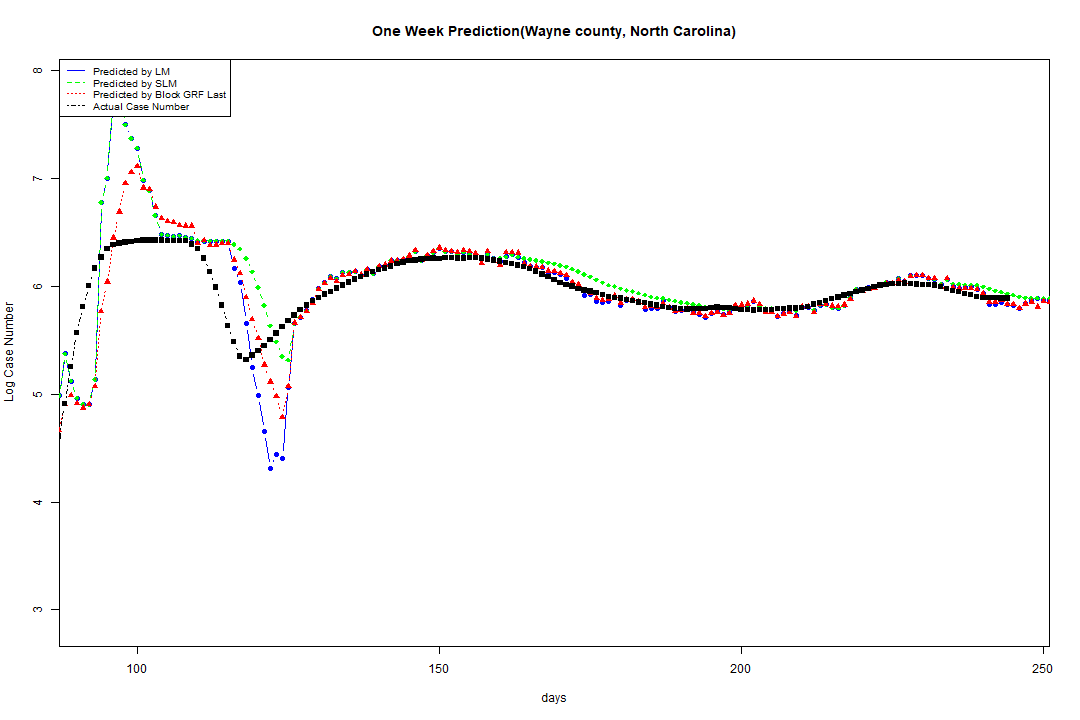 One Week Prediction(Wayne county, North Carolina)
Predicted by LM
Predicted by SLM
Predicted by Block GRF Last
Actual Case Number
8
7
6
5
4
3
Log Case Number
100 150 200 250
days